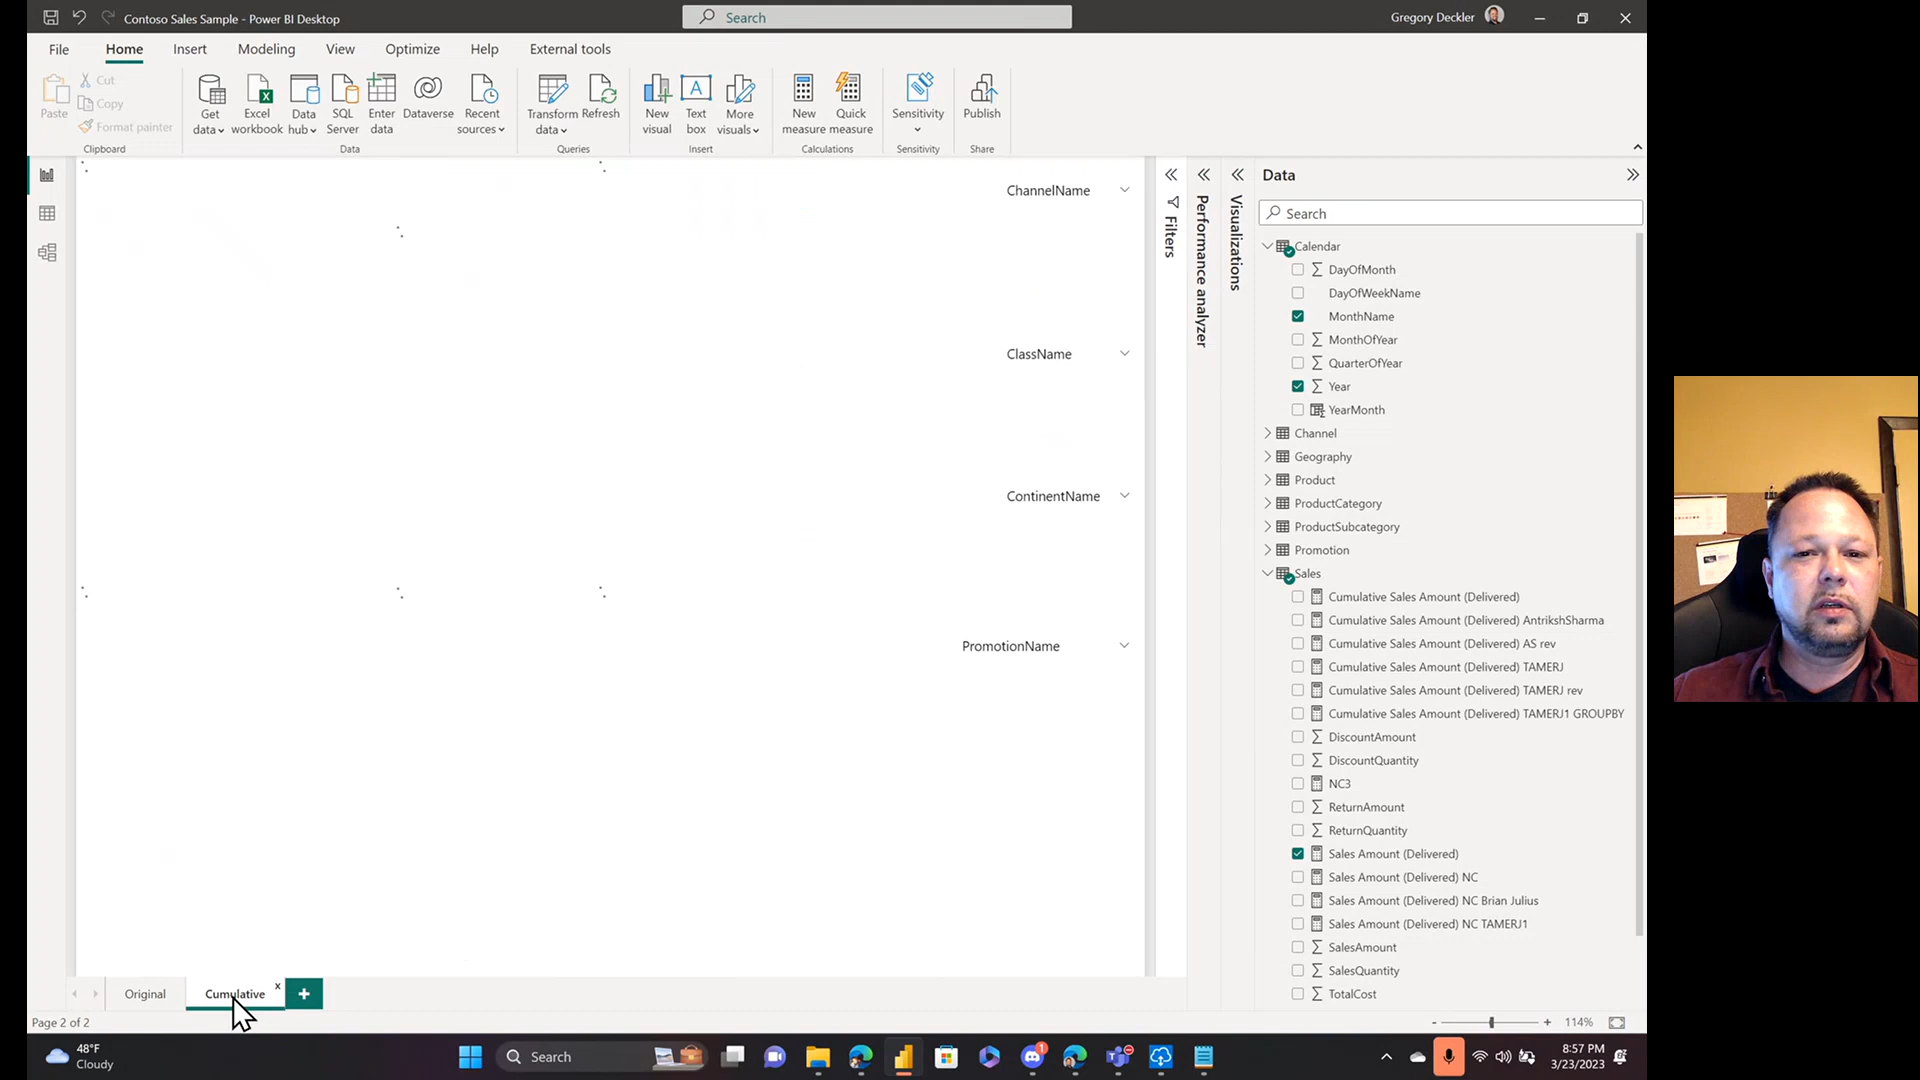 Contoso Sales Sample - Power BI Desktop
Search
Gregory Deckler
File
Home
Insert
Modeling
View
Optimize
Help
External tools
Paste
Cut
Copy
Format painter
Clipboard
Get data
Excel workbook
Data hub
SQL Server
Enter data
Dataverse
Recent sources
Data
Transform data
Refresh
Queries
New visual
A
Text box
More visuals
Insert
New measure
Quick measure
Calculations
Sensitivity
Sensitivity
Publish
Share
ChannelName
ClassName
ContinentName
PromotionName
Filters
Performance analyzer
Visualizations
Data
Search
Calendar
DayOfMonth
DayOfWeekName
MonthName
MonthOfYear
QuarterOfYear
Year
YearMonth
Channel
Geography
Product
ProductCategory
ProductSubcategory
Promotion
Sales
Cumulative Sales Amount (Delivered)
Cumulative Sales Amount (Delivered) AntrikshSharma
Cumulative Sales Amount (Delivered) AS rev
Cumulative Sales Amount (Delivered) TAMERJ
Cumulative Sales Amount (Delivered) TAMERJ rev
Cumulative Sales Amount (Delivered) TAMERJ1 GROUPBY
DiscountAmount
DiscountQuantity
NC3
ReturnAmount
ReturnQuantity
Sales Amount (Delivered)
Sales Amount (Delivered) NC
Sales Amount (Delivered) NC Brian Julius
Sales Amount (Delivered) NC TAMERJ1
SalesAmount
SalesQuantity
TotalCost
Original
Cumulative
x
Page 2 of 2
114%
48°F
Cloudy
Search
1
8:57 PM
3/23/2023